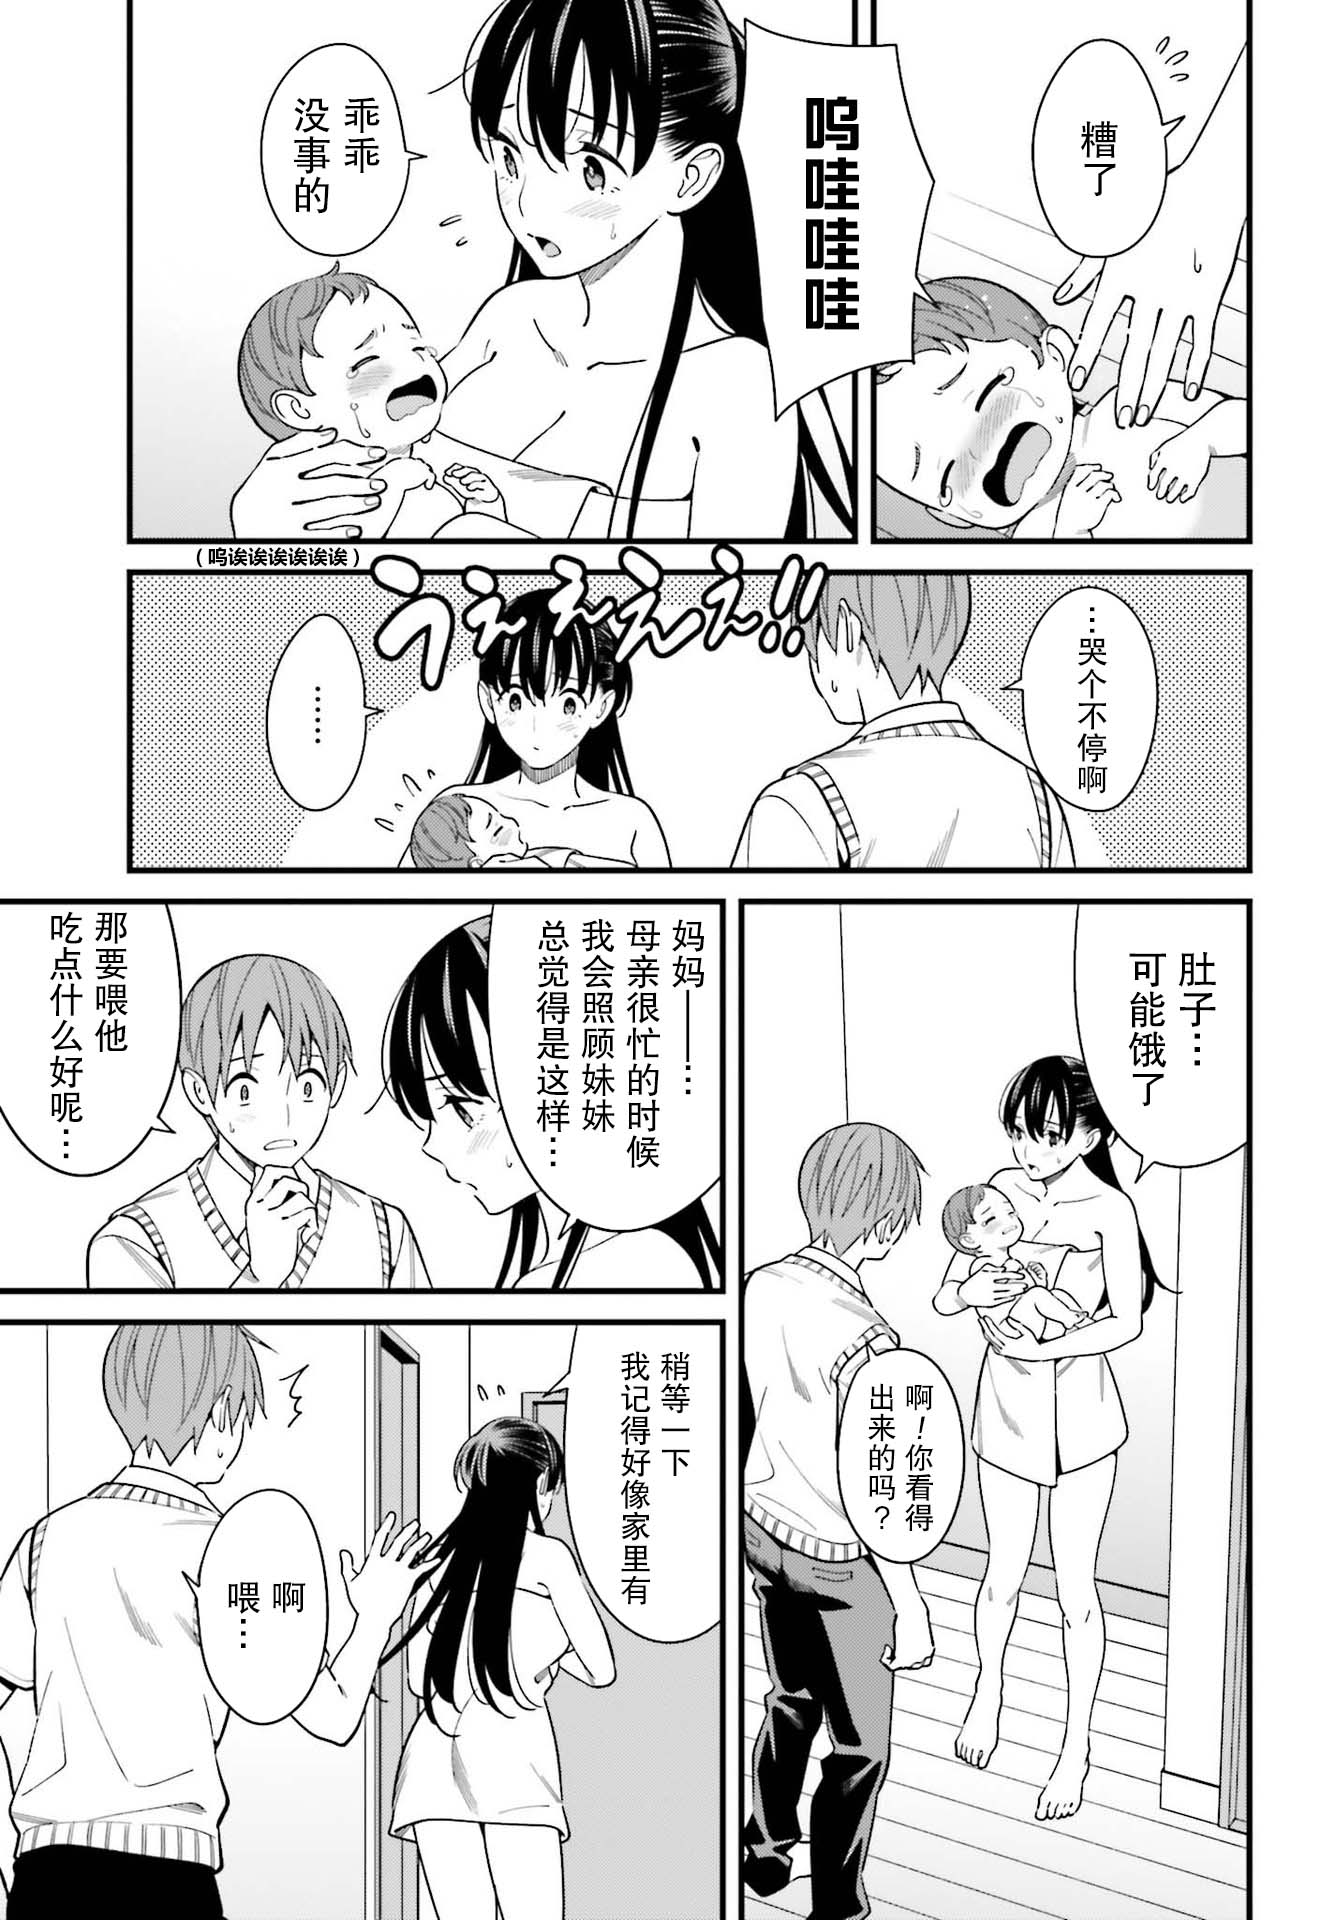 糟了
呜哇哇哇哇
乖乖
没事的
（呜诶诶诶诶诶诶）
うええええ!!
…哭个不停啊
……
肚子…
可能饿了
啊！你看得
出来的吗？
妈妈——…
母亲很忙的时候
我会照顾妹妹
总觉得是这样…
那要喂他
吃点什么好呢…
稍等一下
我记得好像家里有
啊
喂…